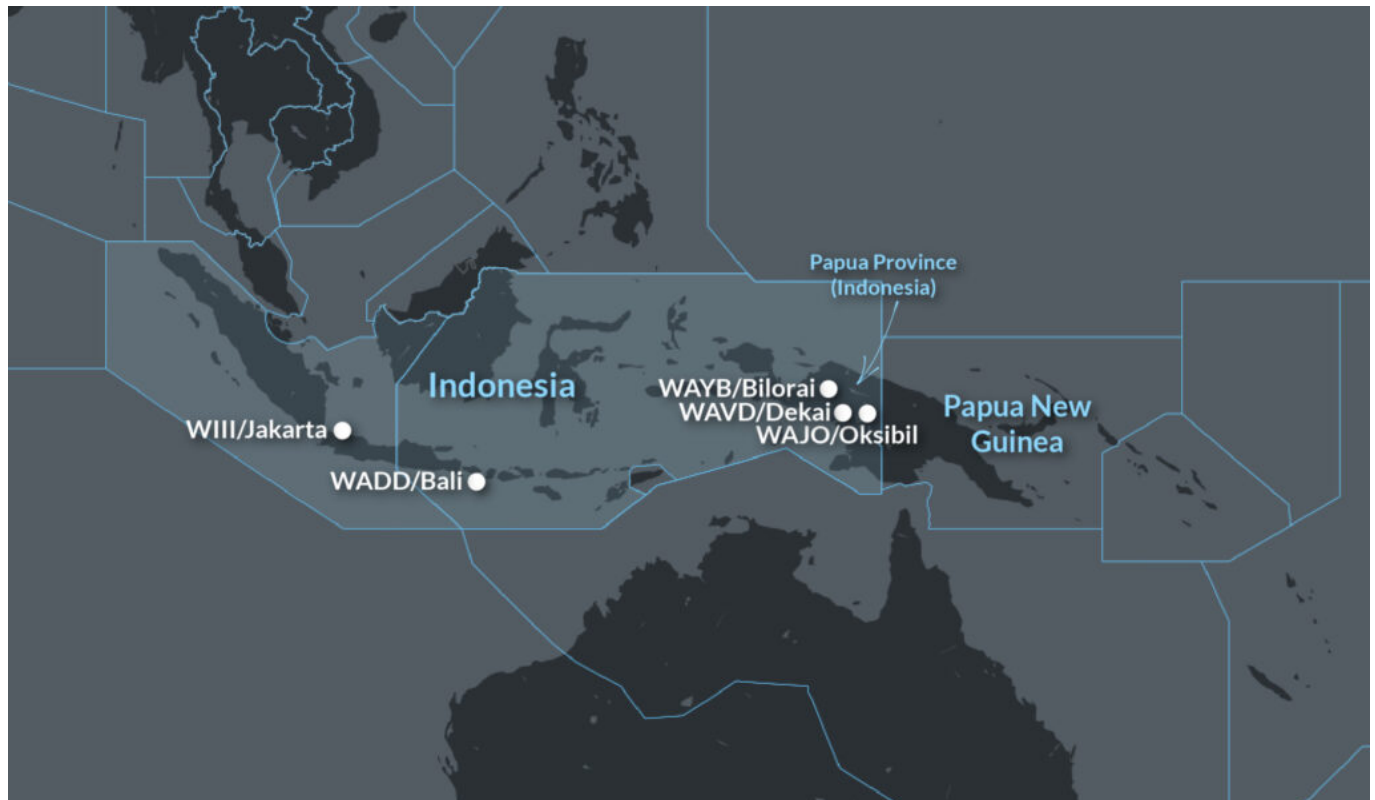 Papua Province
(Indonesia)
Indonesia
WAYB/Bilorai
WAVD/Dekai
WAJO/Oksibil
Papua New
Guinea
WIII/Jakarta
WADD/Bali